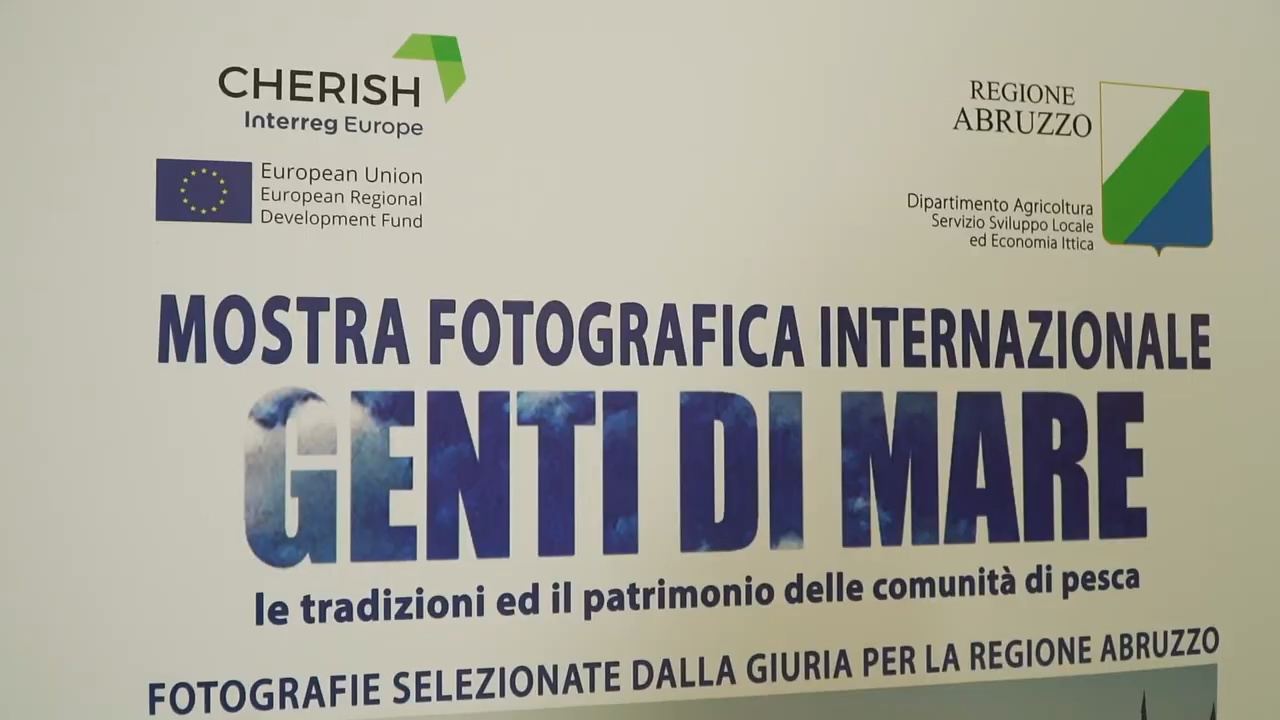 CHERISH
Interreg Europe
European Union
European Regional
Development Fund
REGIONE
ABRUZZO
Dipartimento Agricoltura
Servizio Sviluppo Locale
ed Economia Ittica
MOSTRA FOTOGRAFICA INTERNAZIONALE
GENTI DI MARE
le tradizioni ed il patrimonio delle comunità di pesca
FOTOGRAFIE SELEZIONATE DALLA GIURIA PER LA REGIONE ABRUZZO